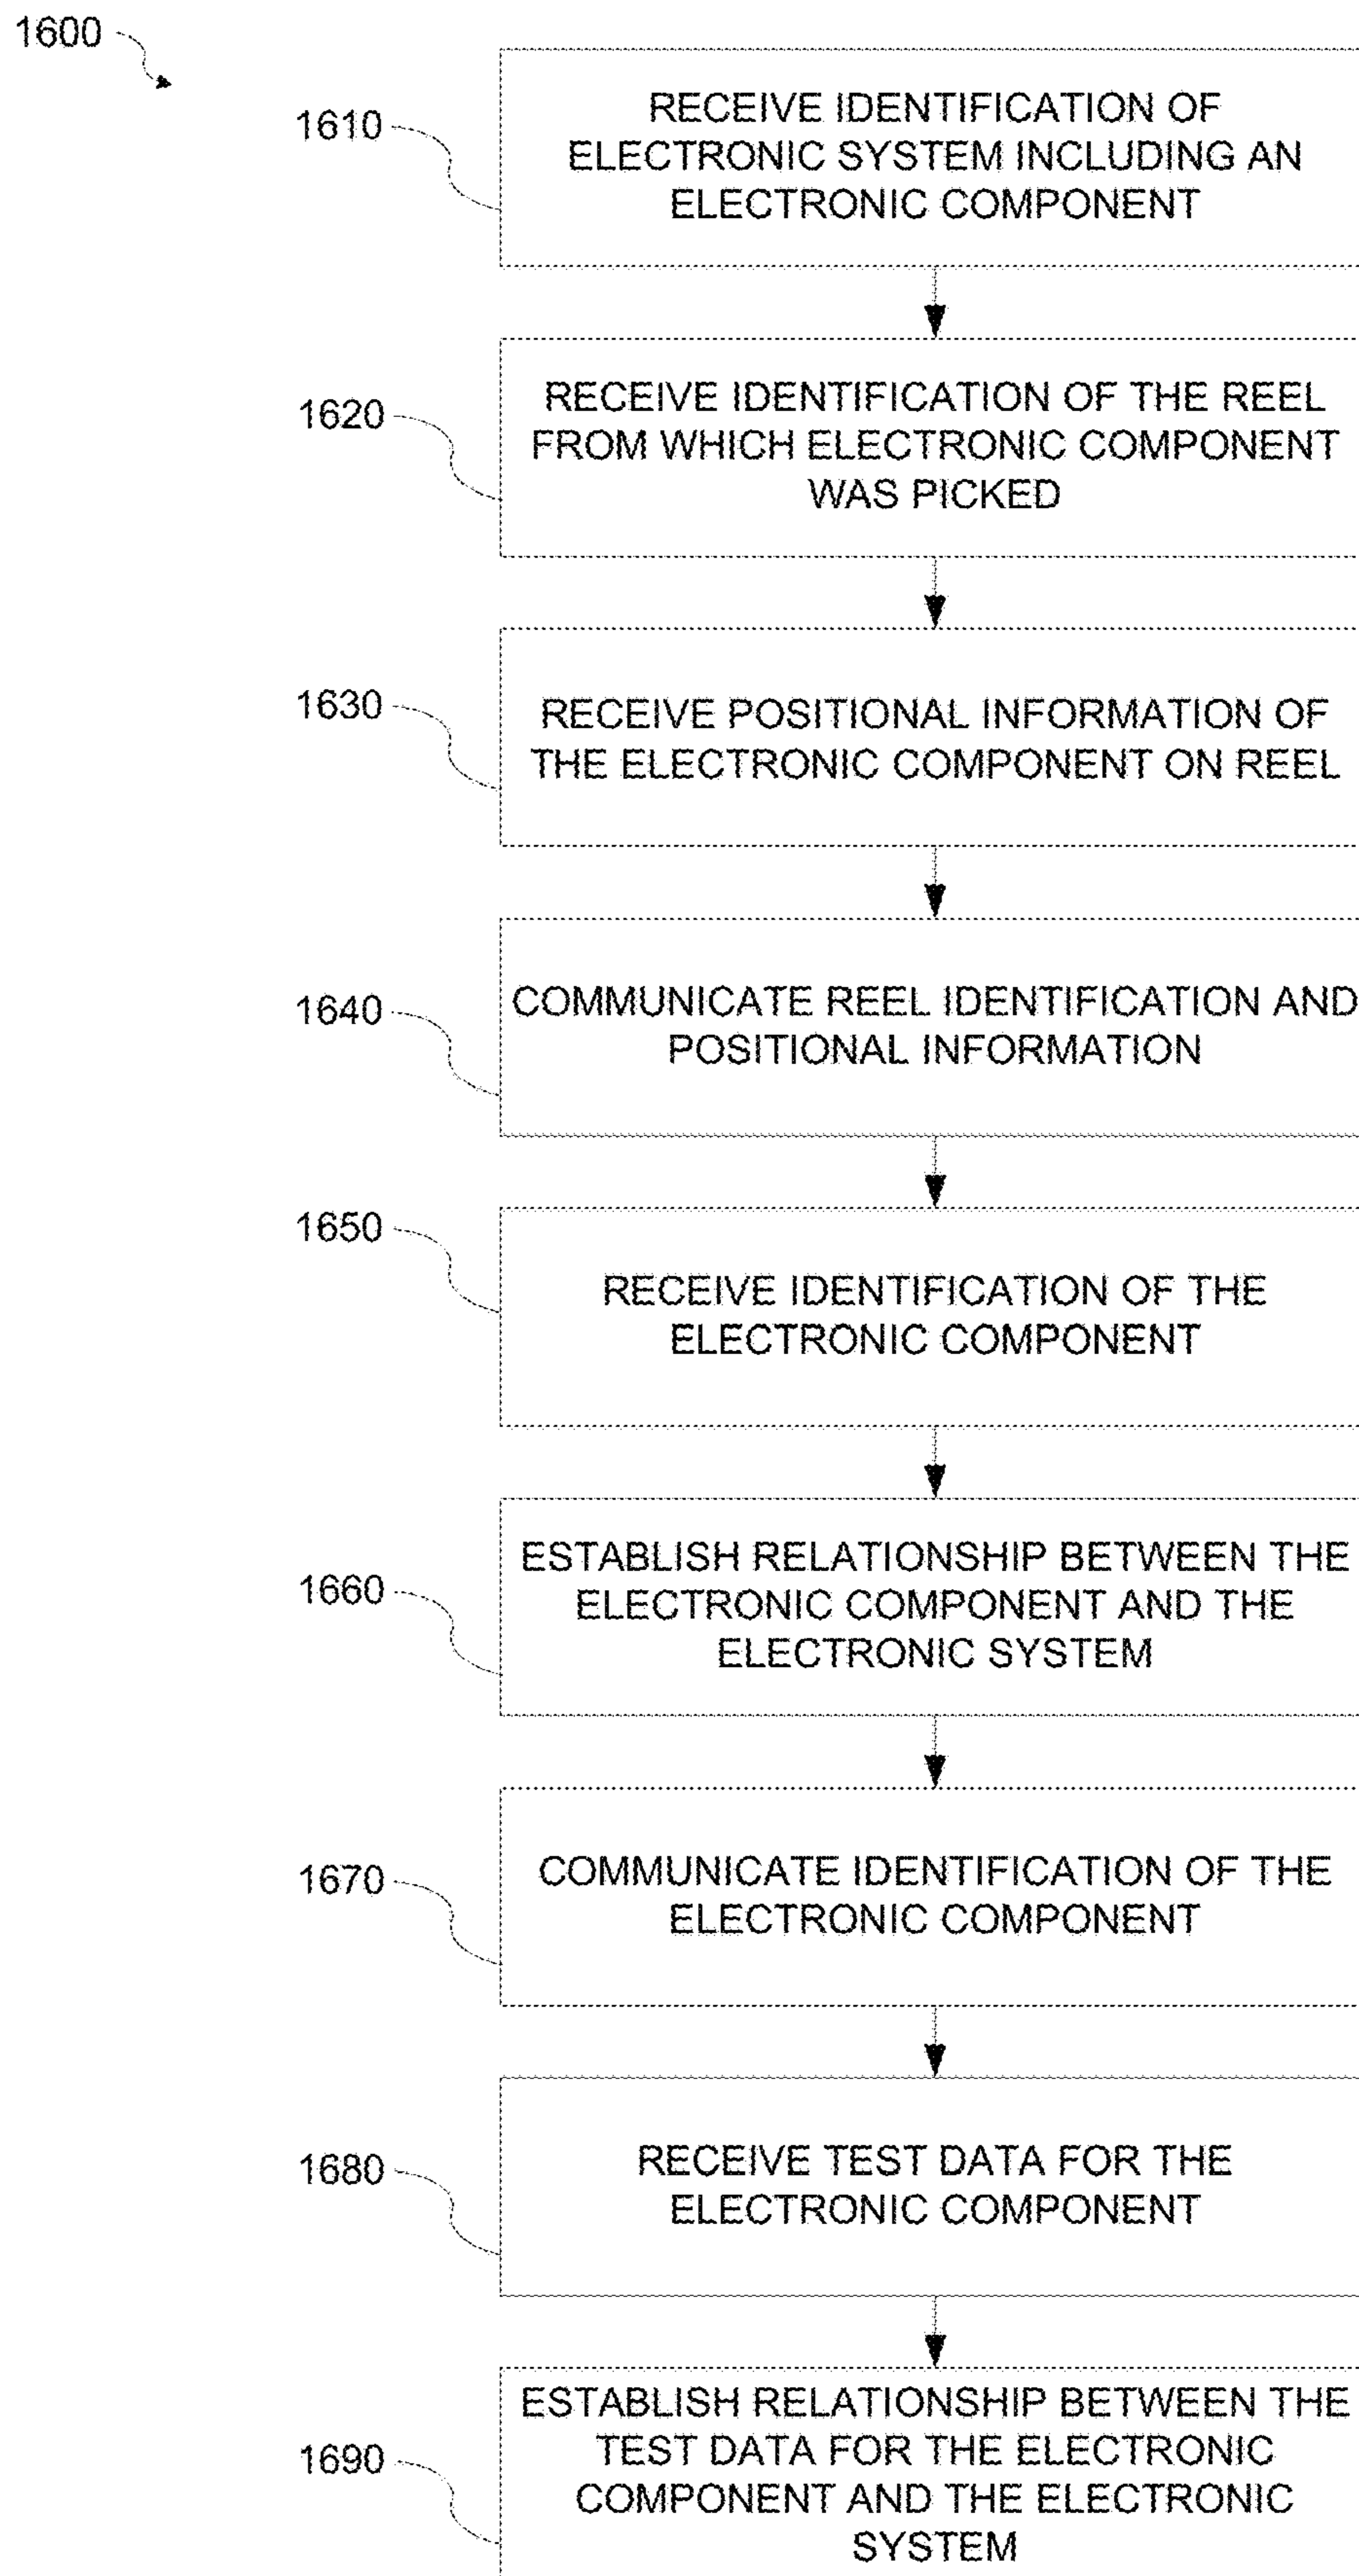 1600
1610
RECEIVE IDENTIFICATION OF
ELECTRONIC SYSTEM INCLUDING AN
ELECTRONIC COMPONENT
1620
RECEIVE IDENTIFICATION OF THE REEL
FROM WHICH ELECTRONIC COMPONENT
WAS PICKED
1630
RECEIVE POSITIONAL INFORMATION OF
THE ELECTRONIC COMPONENT ON REEL
1640
COMMUNICATE REEL IDENTIFICATION AND
POSITIONAL INFORMATION
1650
RECEIVE IDENTIFICATION OF THE
ELECTRONIC COMPONENT
1660
ESTABLISH RELATIONSHIP BETWEEN THE
ELECTRONIC COMPONENT AND THE
ELECTRONIC SYSTEM
1670
COMMUNICATE IDENTIFICATION OF THE
ELECTRONIC COMPONENT
1680
RECEIVE TEST DATA FOR THE
ELECTRONIC COMPONENT
1690
ESTABLISH RELATIONSHIP BETWEEN THE
TEST DATA FOR THE ELECTRONIC
COMPONENT AND THE ELECTRONIC
SYSTEM